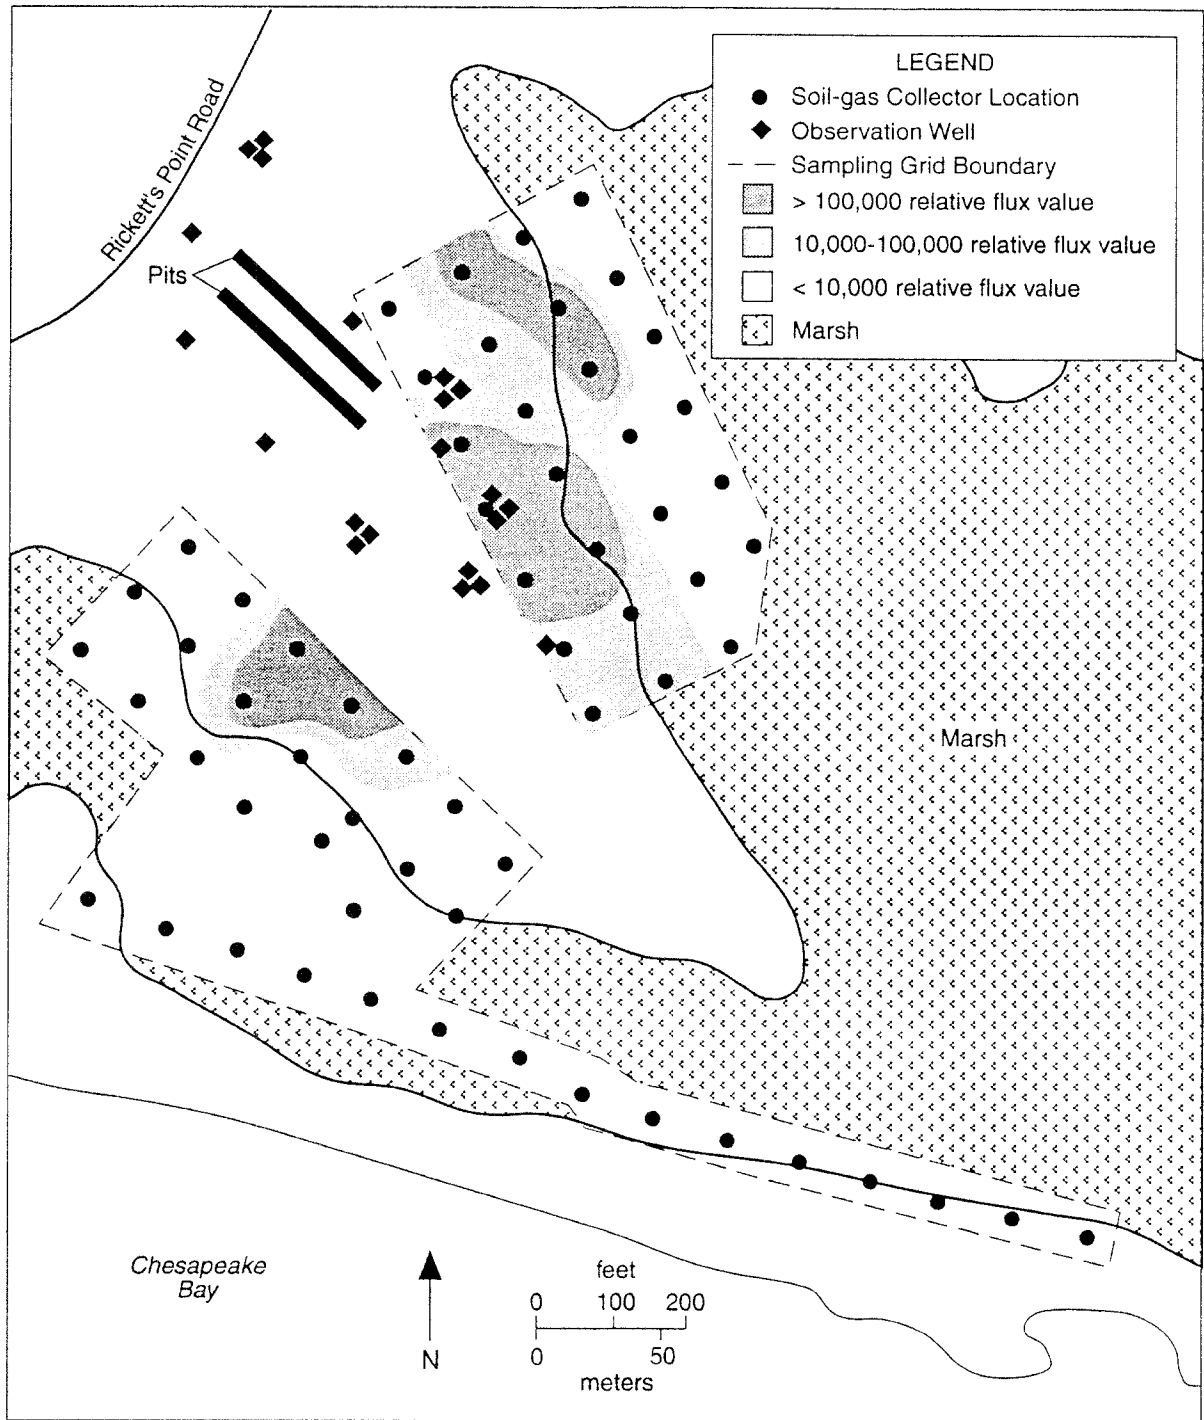 LEGEND
Soil-gas Collector Location
Observation Well
Sampling Grid Boundary
> 100,000 relative flux value
10,000-100,000 relative flux value
< 10,000 relative flux value
Marsh
Rickett's Point Road
Pits
Marsh
Chesapeake
Bay
N
feet
0 100 200
0 50
meters